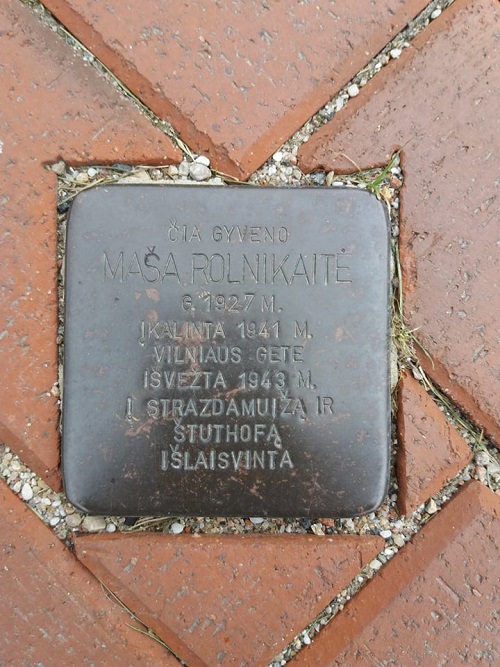 ČIA GYVENO
MAŠA ROLNIKAITĖ
G. 1927 M.
ĮKALINTA 1941 M.
VILNIAUS GETE
IŠVEŽTA 1943 M.
Į STRAZDAMUIŽĄ IR
ŠTUTHOFĄ
IŠLAISVINTA